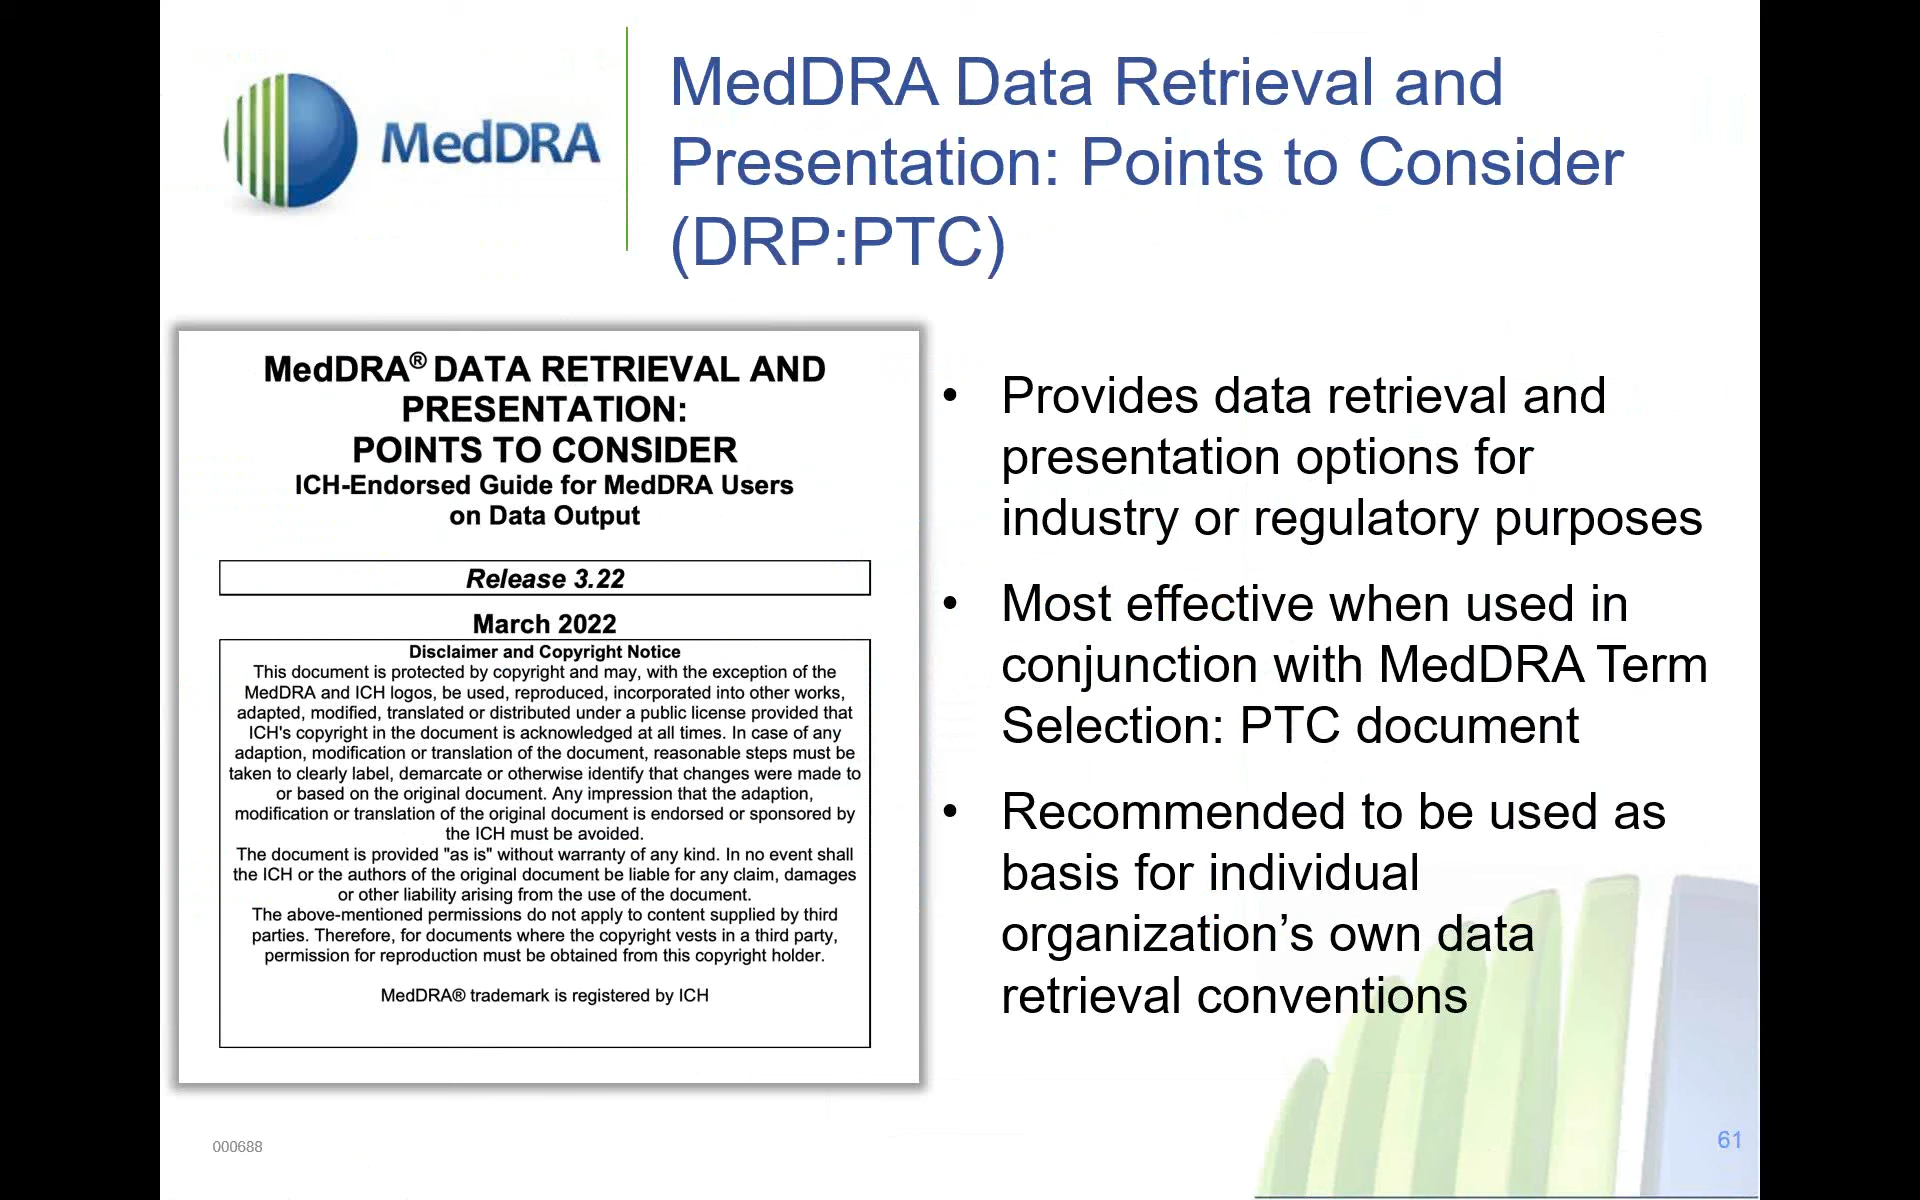 MedDRA
MedDRA Data Retrieval and
Presentation: Points to Consider
(DRP:PTC)
MedDRA® DATA RETRIEVAL AND
PRESENTATION:
POINTS TO CONSIDER
ICH-Endorsed Guide for MedDRA Users
on Data Output
Release 3.22
March 2022
Disclaimer and Copyright Notice
This document is protected by copyright and may, with the exception of the
MedDRA and ICH logos, be used, reproduced, incorporated into other works,
adapted, modified, translated or distributed under a public license provided that
ICH's copyright in the document is acknowledged at all times. In case of any
adaption, modification or translation of the document, reasonable steps must be
taken to clearly label, demarcate or otherwise identify that changes were made to
or based on the original document. Any impression that the adaption,
modification or translation of the original document is endorsed or sponsored by
the ICH must be avoided.
The document is provided "as is" without warranty of any kind. In no event shall
the ICH or the authors of the original document be liable for any claim, damages
or other liability arising from the use of the document.
The above-mentioned permissions do not apply to content supplied by third
parties. Therefore, for documents where the copyright vests in a third party,
permission for reproduction must be obtained from this copyright holder.
MedDRA® trademark is registered by ICH
• Provides data retrieval and
presentation options for
industry or regulatory purposes
• Most effective when used in
conjunction with MedDRA Term
Selection: PTC document
• Recommended to be used as
basis for individual
organization’s own data
retrieval conventions
000688
61